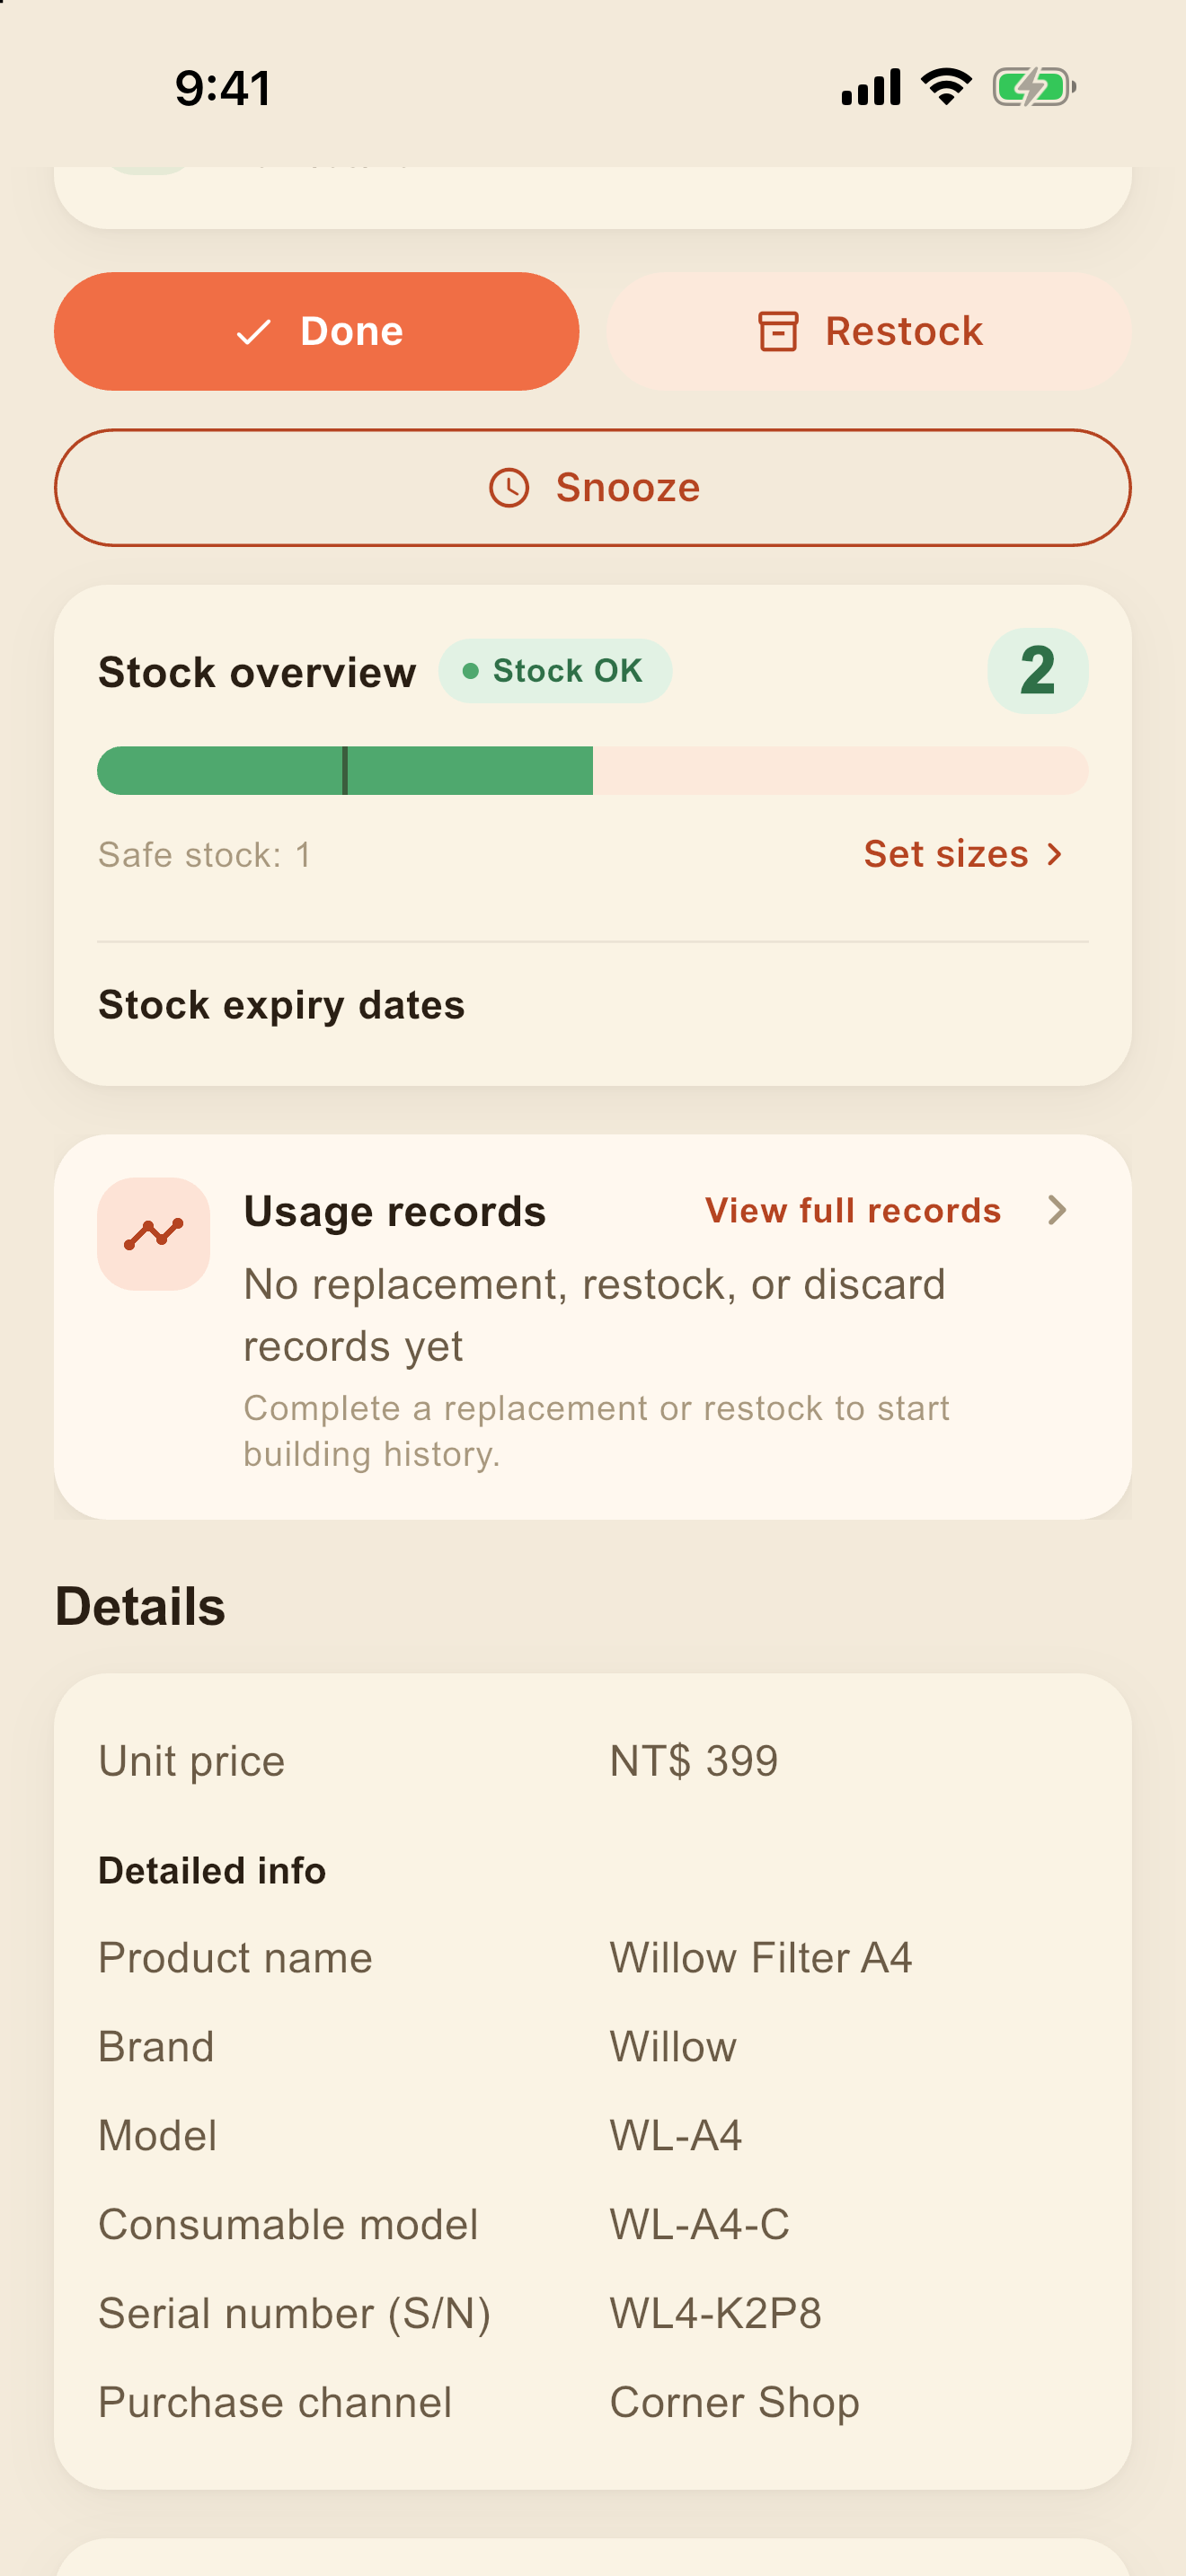 9:41
Done
Restock
Snooze
Stock overview
Stock OK
2
Safe stock: 1
Set sizes
Stock expiry dates
Usage records
View full records
No replacement, restock, or discard
records yet
Complete a replacement or restock to start
building history.
Details
Unit price
NT$ 399
Detailed info
Product name
Willow Filter A4
Brand
Willow
Model
WL-A4
Consumable model
WL-A4-C
Serial number (S/N)
WL4-K2P8
Purchase channel
Corner Shop